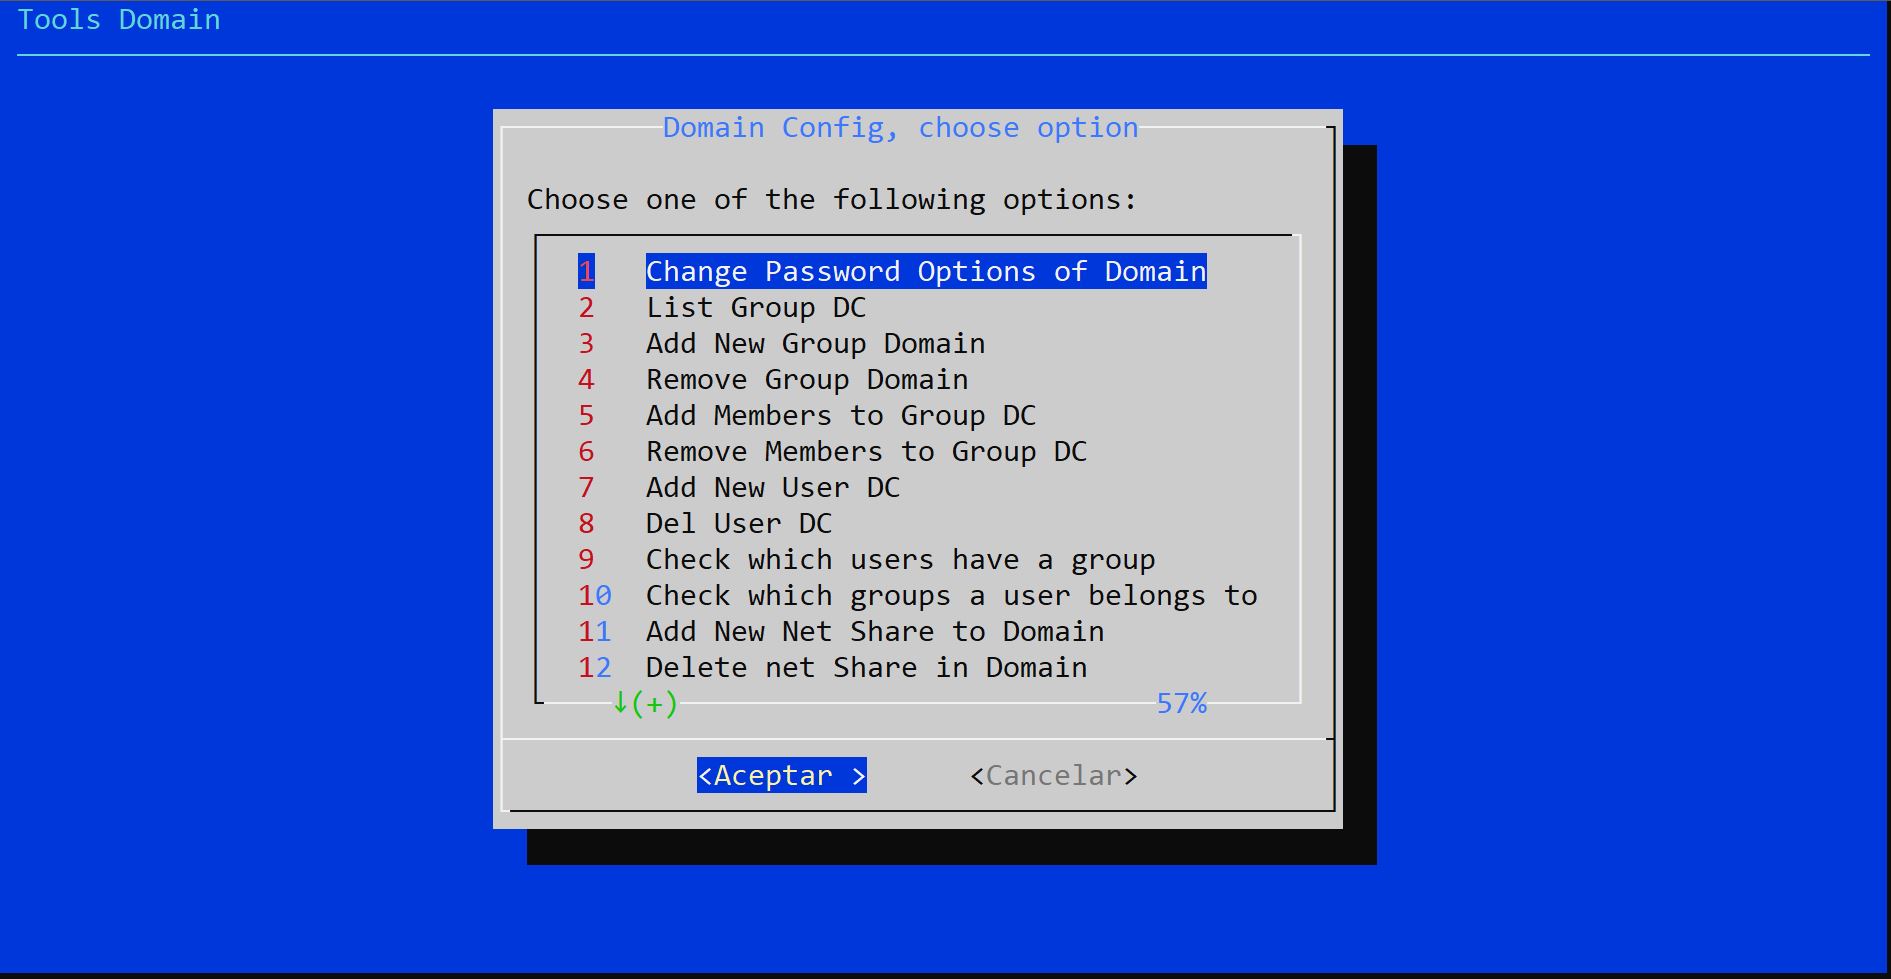 Tools Domain
Domain Config, choose option
Choose one of the following options:
1 Change Password Options of Domain
2 List Group DC
3 Add New Group Domain
4 Remove Group Domain
5 Add Members to Group DC
6 Remove Members to Group DC
7 Add New User DC
8 Del User DC
9 Check which users have a group
10 Check which groups a user belongs to
11 Add New Net Share to Domain
12 Delete net Share in Domain
↓(+) 57%
<Aceptar > <Cancelar>